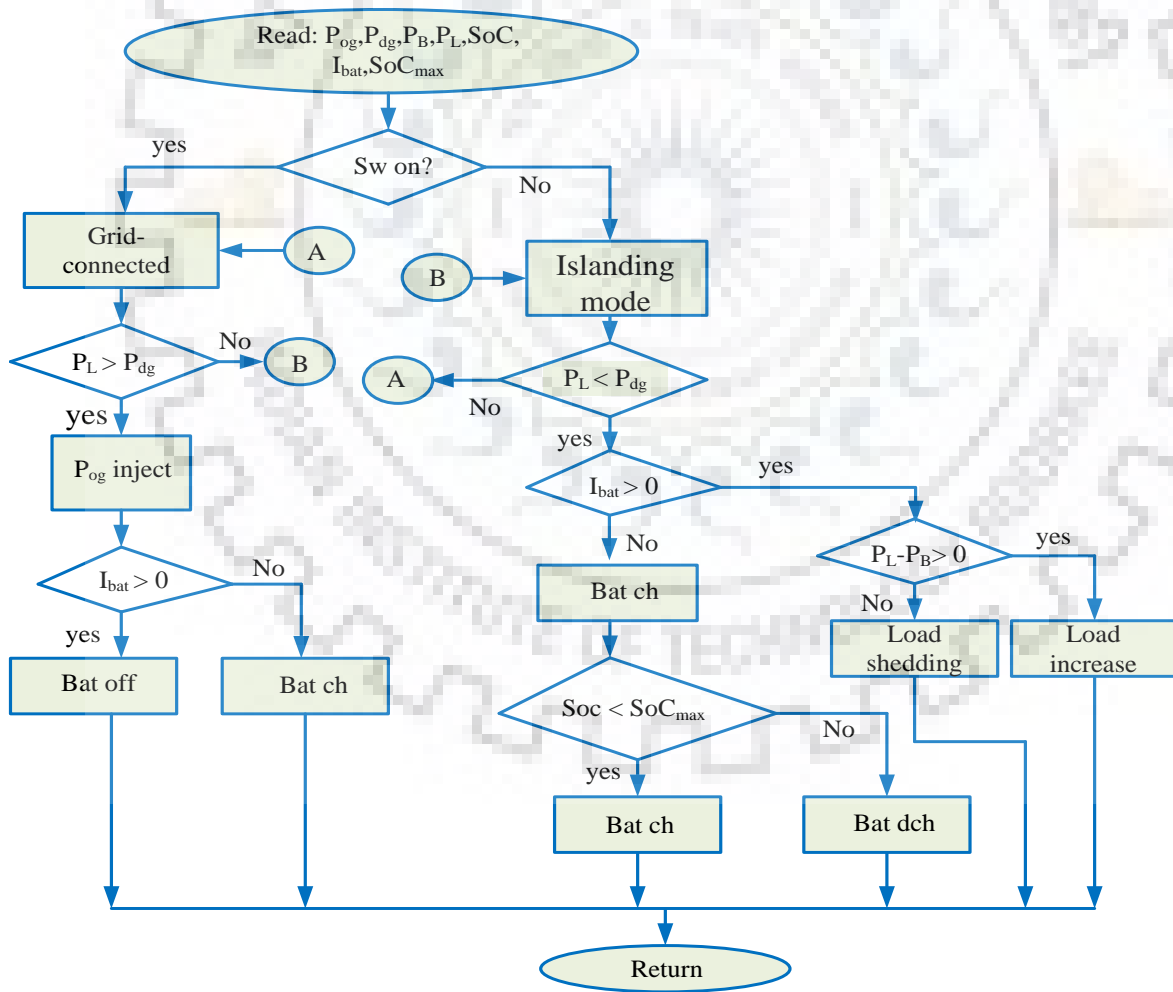 Read: P_og,P_dg,P_B,P_L,SoC,
I_bat,SoC_max
yes
Sw on?
No
Grid-
connected
A
B
Islanding
mode
P_L > P_dg
No
B
A
P_L < P_dg
No
yes
yes
P_og inject
I_bat > 0
yes
No
I_bat > 0
No
yes
Bat ch
P_L-P_B > 0
yes
No
Bat off
Bat ch
Load
shedding
Load
increase
Soc < SoC_max
No
yes
Bat ch
Bat dch
Return